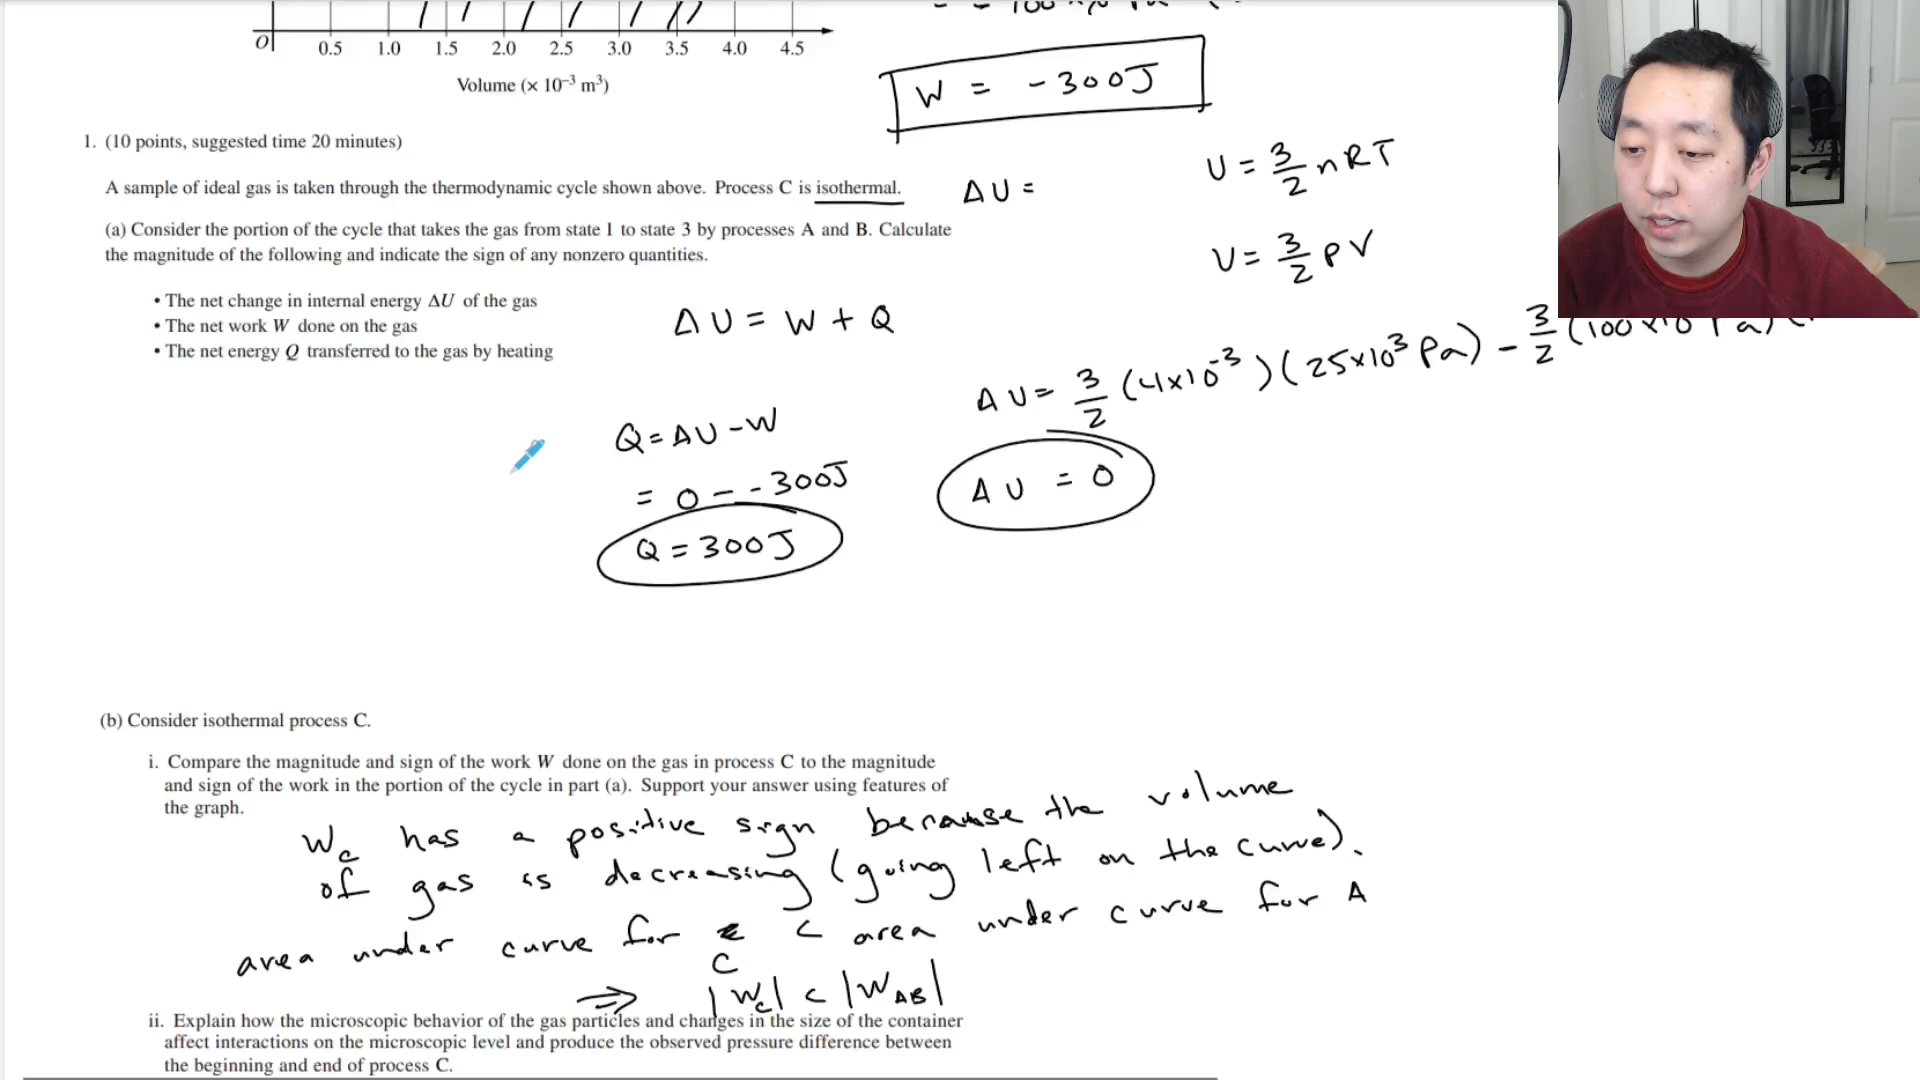 O 0.5 1.0 1.5 2.0 2.5 3.0 3.5 4.0 4.5
Volume (× 10⁻³ m³)
W = -300J
1. (10 points, suggested time 20 minutes)
A sample of ideal gas is taken through the thermodynamic cycle shown above. Process C is isothermal.
ΔU =
U = 3/2 nRT
(a) Consider the portion of the cycle that takes the gas from state 1 to state 3 by processes A and B. Calculate
the magnitude of the following and indicate the sign of any nonzero quantities.
U = 3/2 PV
• The net change in internal energy ΔU of the gas
• The net work W done on the gas
• The net energy Q transferred to the gas by heating
ΔU = W + Q
ΔU = 3/2 (4×10⁻³)(25×10³ Pa) - 3/2 (100×10
Q = ΔU - W
= 0 - -300J
Q = 300J
ΔU = 0
(b) Consider isothermal process C.
i. Compare the magnitude and sign of the work W done on the gas in process C to the magnitude
and sign of the work in the portion of the cycle in part (a). Support your answer using features of
the graph.
Wc has a positive sign because the volume
of gas is decreasing (going left on the curve).
area under curve for C < area under curve for A
⇒ |Wc| < |WAB|
ii. Explain how the microscopic behavior of the gas particles and changes in the size of the container
affect interactions on the microscopic level and produce the observed pressure difference between
the beginning and end of process C.